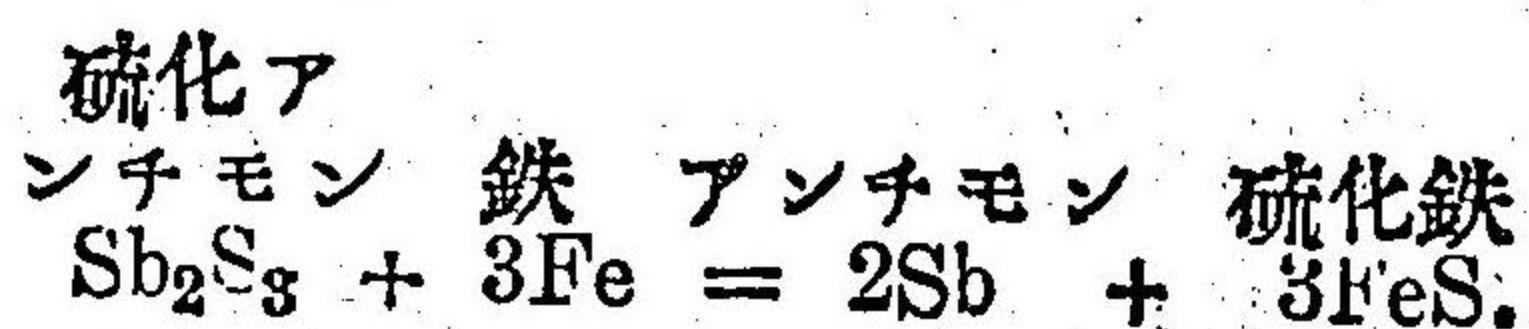 硫化ア
ンチモン 鉄 アンチモン 硫化鉄
Sb₂S₃ + 3Fe = 2Sb + 3FeS.